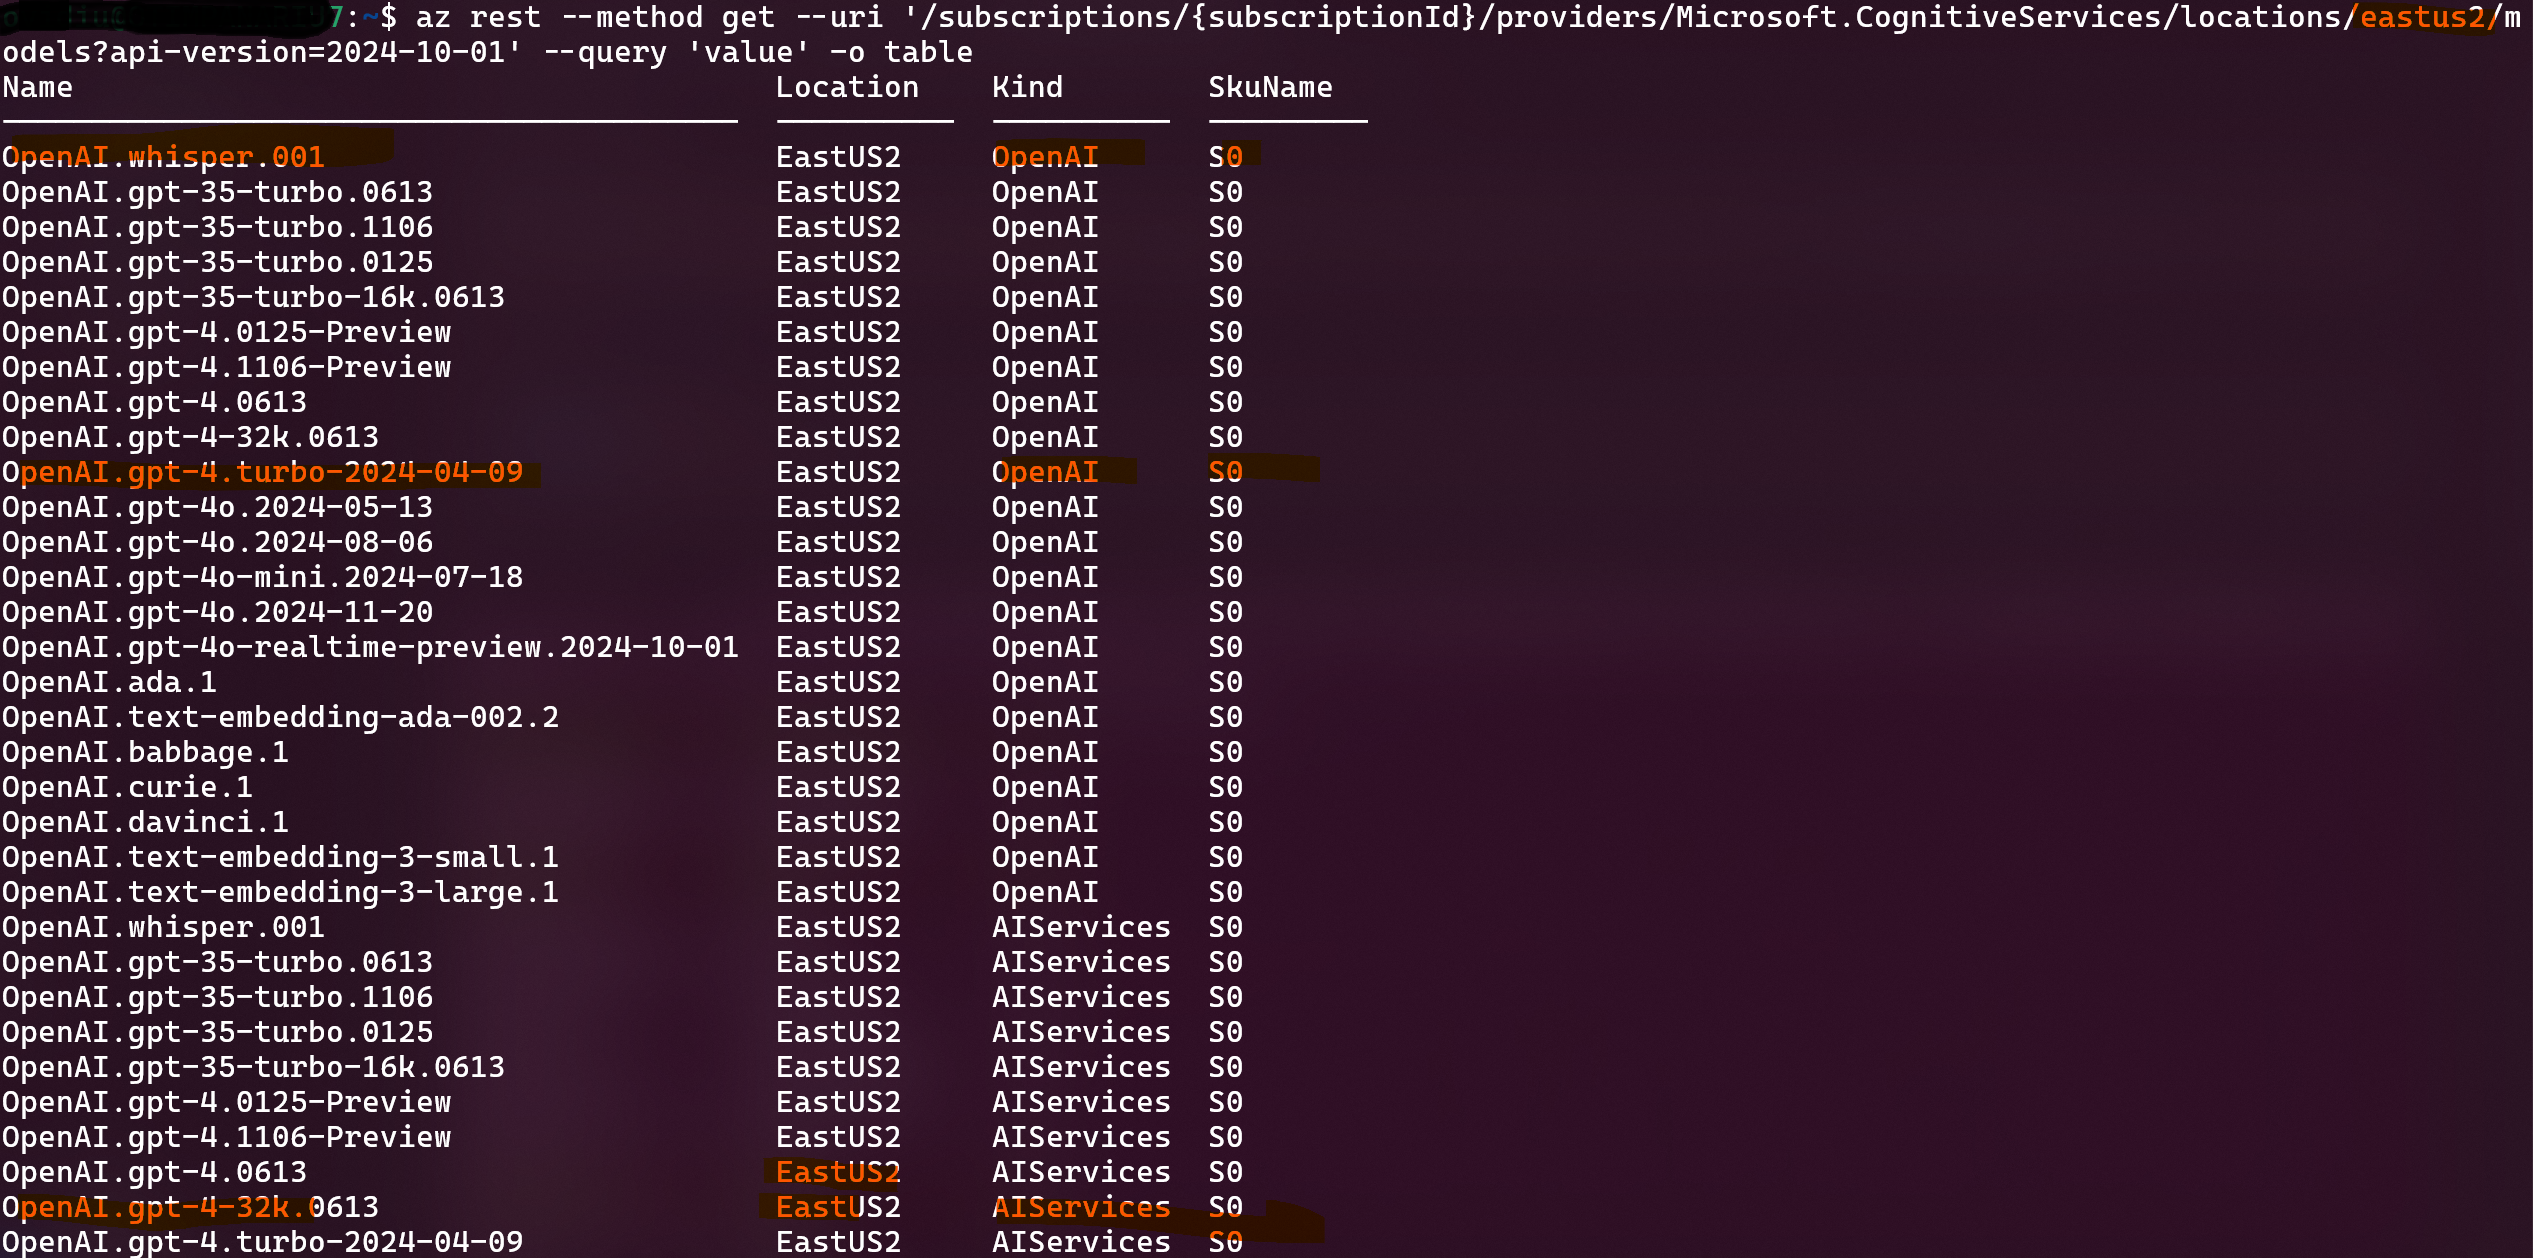 7:~$ az rest --method get --uri '/subscriptions/{subscriptionId}/providers/Microsoft.CognitiveServices/locations/eastus2/m
odels?api-version=2024-10-01' --query 'value' -o table
Name Location Kind SkuName
OpenAI.whisper.001 EastUS2 OpenAI S0
OpenAI.gpt-35-turbo.0613 EastUS2 OpenAI S0
OpenAI.gpt-35-turbo.1106 EastUS2 OpenAI S0
OpenAI.gpt-35-turbo.0125 EastUS2 OpenAI S0
OpenAI.gpt-35-turbo-16k.0613 EastUS2 OpenAI S0
OpenAI.gpt-4.0125-Preview EastUS2 OpenAI S0
OpenAI.gpt-4.1106-Preview EastUS2 OpenAI S0
OpenAI.gpt-4.0613 EastUS2 OpenAI S0
OpenAI.gpt-4-32k.0613 EastUS2 OpenAI S0
OpenAI.gpt-4.turbo-2024-04-09 EastUS2 OpenAI S0
OpenAI.gpt-4o.2024-05-13 EastUS2 OpenAI S0
OpenAI.gpt-4o.2024-08-06 EastUS2 OpenAI S0
OpenAI.gpt-4o-mini.2024-07-18 EastUS2 OpenAI S0
OpenAI.gpt-4o.2024-11-20 EastUS2 OpenAI S0
OpenAI.gpt-4o-realtime-preview.2024-10-01 EastUS2 OpenAI S0
OpenAI.ada.1 EastUS2 OpenAI S0
OpenAI.text-embedding-ada-002.2 EastUS2 OpenAI S0
OpenAI.babbage.1 EastUS2 OpenAI S0
OpenAI.curie.1 EastUS2 OpenAI S0
OpenAI.davinci.1 EastUS2 OpenAI S0
OpenAI.text-embedding-3-small.1 EastUS2 OpenAI S0
OpenAI.text-embedding-3-large.1 EastUS2 OpenAI S0
OpenAI.whisper.001 EastUS2 AIServices S0
OpenAI.gpt-35-turbo.0613 EastUS2 AIServices S0
OpenAI.gpt-35-turbo.1106 EastUS2 AIServices S0
OpenAI.gpt-35-turbo.0125 EastUS2 AIServices S0
OpenAI.gpt-35-turbo-16k.0613 EastUS2 AIServices S0
OpenAI.gpt-4.0125-Preview EastUS2 AIServices S0
OpenAI.gpt-4.1106-Preview EastUS2 AIServices S0
OpenAI.gpt-4.0613 EastUS2 AIServices S0
OpenAI.gpt-4-32k.0613 EastUS2 AIServices S0
OpenAI.gpt-4.turbo-2024-04-09 EastUS2 AIServices S0